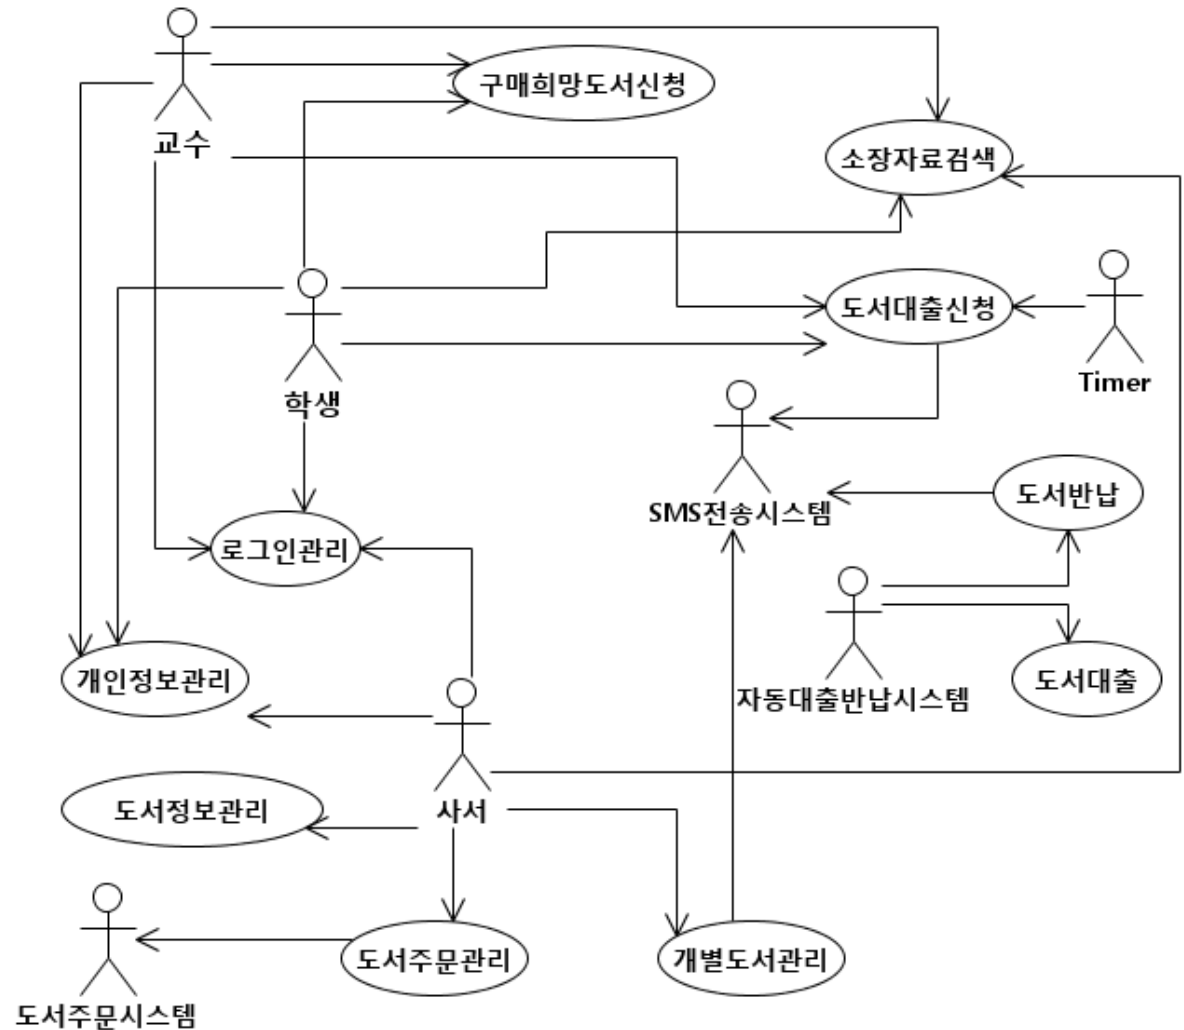 구매희망도서신청
교수
소장자료검색
도서대출신청
Timer
학생
SMS전송시스템
도서반납
로그인관리
개인정보관리
자동대출반납시스템
도서대출
도서정보관리
사서
도서주문관리
개별도서관리
도서주문시스템